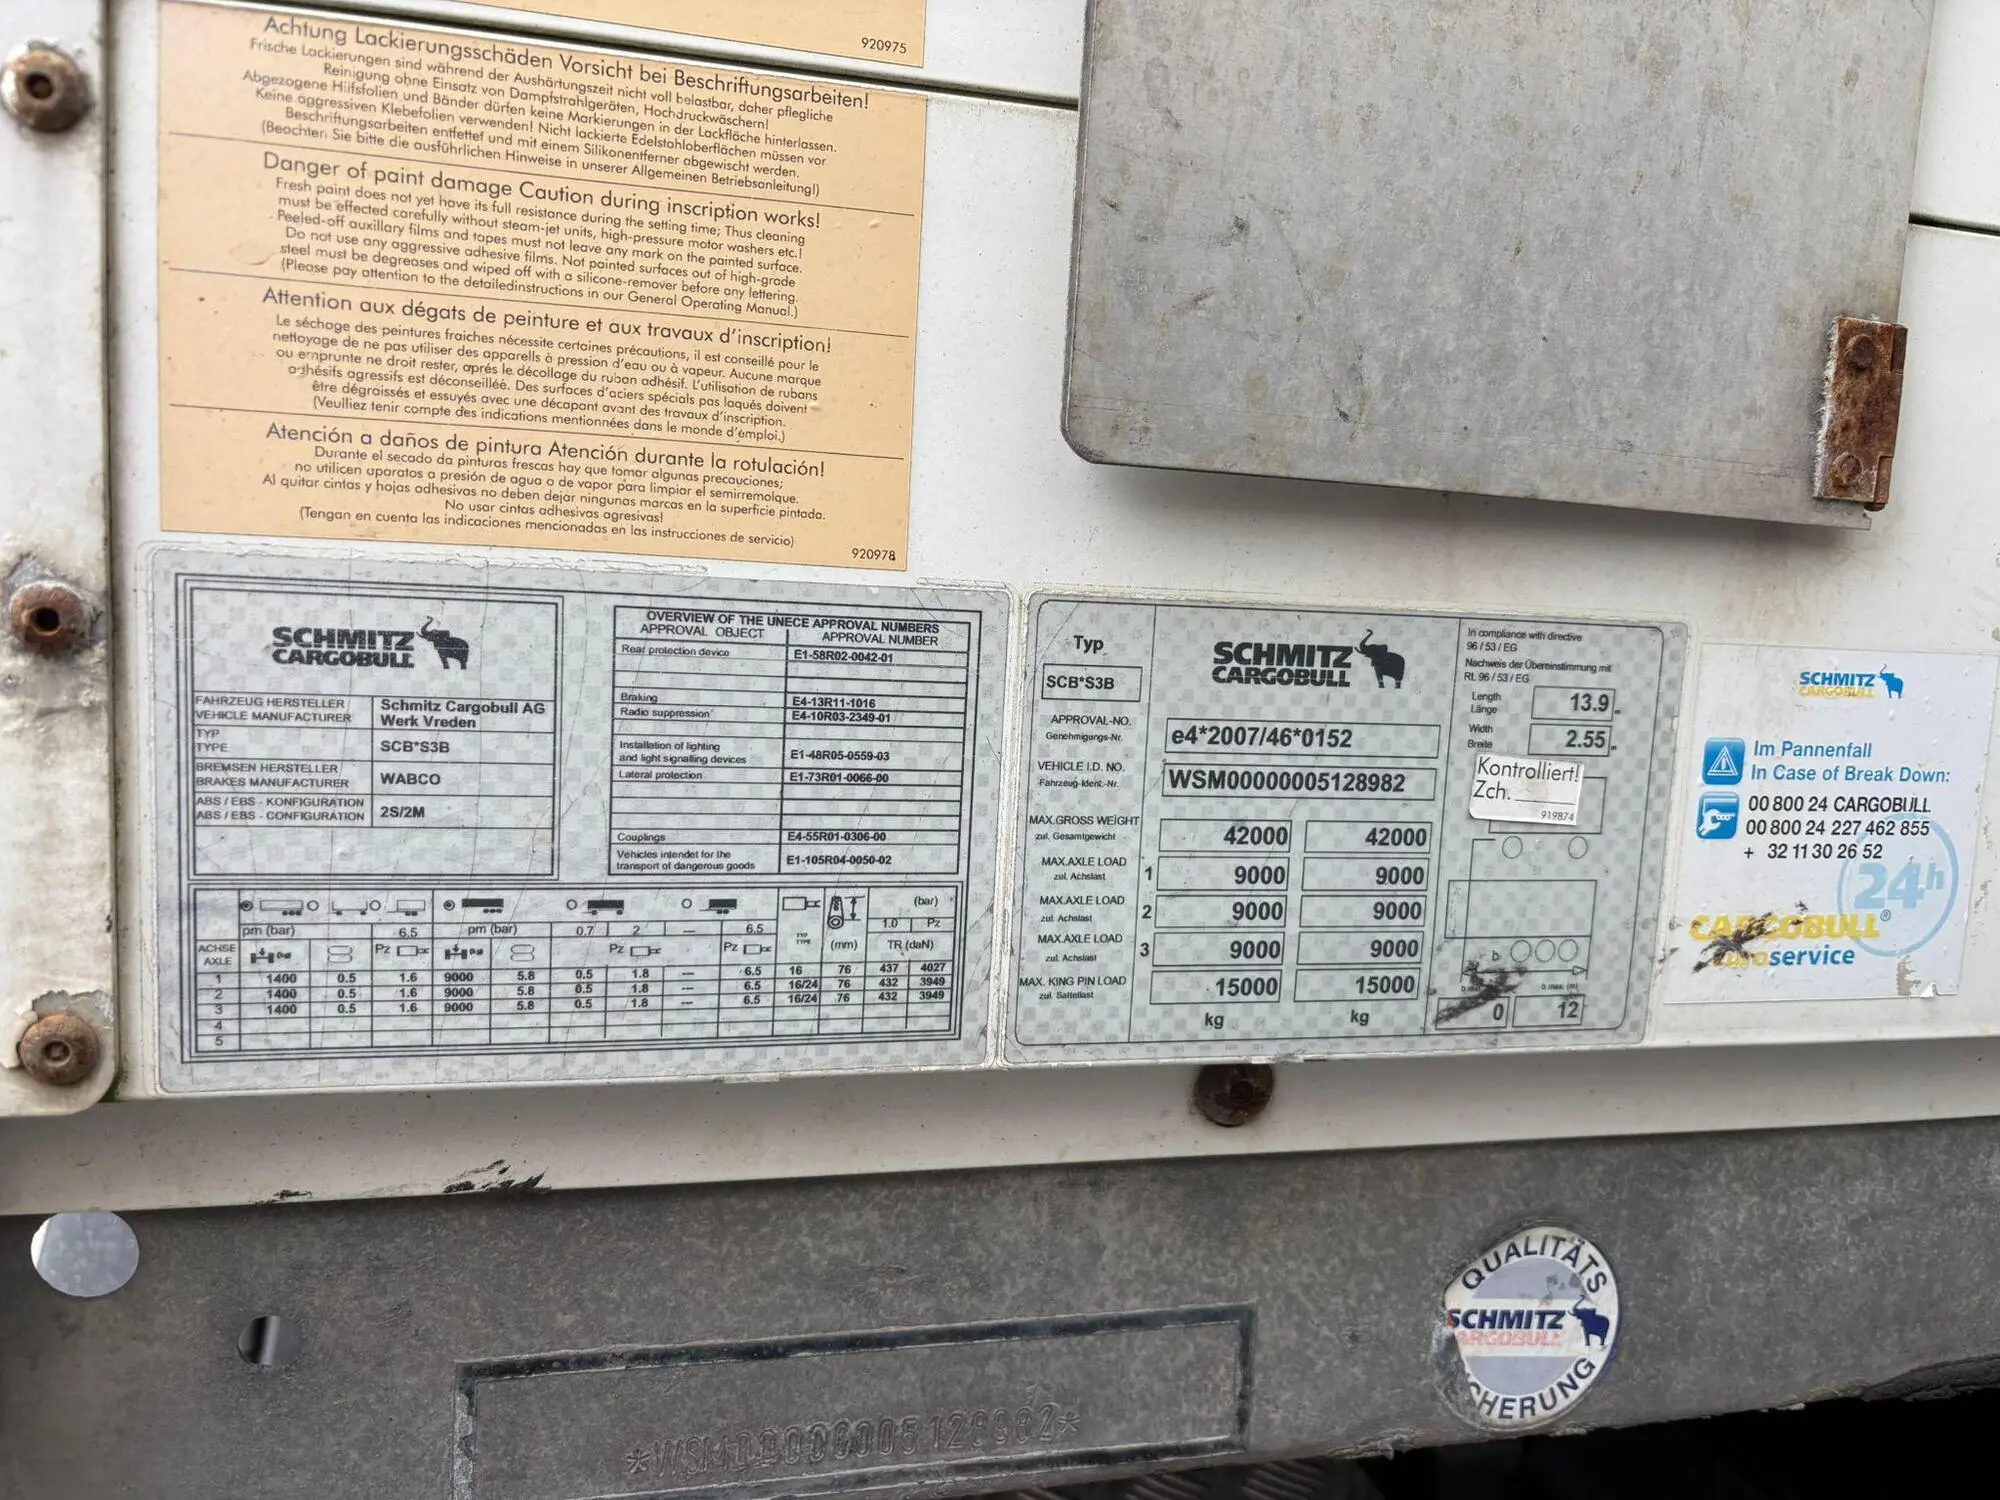 920975
Achtung Lackierungsschäden Vorsicht bei Beschriftungsarbeiten!
Frische Lackierungen sind während der Aushärtungszeit nicht voll belastbar, daher pflegliche
Reinigung ohne Einsatz von Dampfstrahlgeräten, Hochdruckwäschern!
Abgezogene Hilfsfolien und Bänder dürfen keine Markierungen in der Lackfläche hinterlassen.
Keine aggressiven Klebefolien verwenden! Nicht lackierte Edelstahloberflächen müssen vor
Beschriftungsarbeiten entfettet und mit einem Silikonentferner abgewischt werden.
(Beachten Sie bitte die ausführlichen Hinweise in unserer Allgemeinen Betriebsanleitung!)
Danger of paint damage Caution during inscription works!
Fresh paint does not yet have its full resistance during the setting time; Thus cleaning
must be effected carefully without steam-jet units, high-pressure motor washers etc.!
Peeled-off auxillary films and tapes must not leave any mark on the painted surface.
Do not use any aggressive adhesive films. Not painted surfaces out of high-grade
steel must be degreases and wiped off with a silicone-remover before any lettering.
(Please pay attention to the detailedinstructions in our General Operating Manual.)
Attention aux dégats de peinture et aux travaux d'inscription!
Le séchage des peintures fraiches nécessite certaines précautions, il est conseillé pour le
nettoyage de ne pas utiliser des appareils à pression d'eau ou à vapeur. Aucune marque
ou emprunte ne droit rester, aprés le décollage du ruban adhésif. L'utilisation de rubans
adhésifs agressifs est déconseilléé. Des surfaces d'aciers spécials pas laqués doivent
être dégraissés et essuyés avec une décapant avant des travaux d'inscription.
(Veulliez tenir compte des indications mentionnées dans le monde d'émploi.)
Atención a daños de pintura Atención durante la rotulación!
Durante el secado da pinturas frescas hay que tomar algunas precauciones;
no utilicen aparatos a presión de agua o de vapor para limpiar el semirremolque.
Al quitar cintas y hojas adhesivas no deben dejar ningunas marcas en la superficie pintada.
No usar cintas adhesivas agresivas!
(Tengan en cuenta las indicaciones mencionadas en las instrucciones de servicio)
920978
SCHMITZ
CARGOBULL
FAHRZEUG HERSTELLER
VEHICLE MANUFACTURER
Schmitz Cargobull AG
Werk Vreden
TYP
TYPE
SCB*S3B
BREMSEN HERSTELLER
BRAKES MANUFACTURER
WABCO
ABS / EBS - KONFIGURATION
ABS / EBS - CONFIGURATION
2S/2M
OVERVIEW OF THE UNECE APPROVAL NUMBERS
APPROVAL OBJECT APPROVAL NUMBER
Rear protection device E1-58R02-0042-01
Braking E4-13R11-1016
Radio suppression E4-10R03-2349-01
Installation of lighting
and light signalling devices E1-48R05-0559-03
Lateral protection E1-73R01-0066-00
Couplings E4-55R01-0306-00
Vehicles intendet for the
transport of dangerous goods E1-105R04-0050-02
(bar)
pm (bar) 6.5 pm (bar) 0.7 2 — 6.5 1.0 Pz
ACHSE
AXLE
Pz Pz Pz TYP
TYPE
(mm) TR (daN)
1 1400 0.5 1.6 9000 5.8 0.5 1.8 --- 6.5 16 76 437 4027
2 1400 0.5 1.6 9000 5.8 0.5 1.8 --- 6.5 16/24 76 432 3949
3 1400 0.5 1.6 9000 5.8 0.5 1.8 --- 6.5 16/24 76 432 3949
4
5
Typ
SCB*S3B
SCHMITZ
CARGOBULL
In compliance with directive
96 / 53 / EG
Nachweis der Übereinstimmung mit
RL 96 / 53 / EG
Length
Länge
13.9 m
Width
Breite
2.55 m
APPROVAL-NO.
Genehmigungs-Nr.
e4*2007/46*0152
VEHICLE I.D. NO.
Fahrzeug-Ident.-Nr.
WSM00000005128982
Kontrolliert!
Zch.
919874
MAX.GROSS WEIGHT
zul. Gesamtgewicht
42000 42000
MAX.AXLE LOAD
zul. Achslast
1 9000 9000
MAX.AXLE LOAD
zul. Achslast
2 9000 9000
MAX.AXLE LOAD
zul. Achslast
3 9000 9000
MAX. KING PIN LOAD
zul. Sattellast
15000 15000
kg kg
b
b max. (m)
0 12
SCHMITZ
CARGOBULL
Im Pannenfall
In Case of Break Down:
00 800 24 CARGOBULL
00 800 24 227 462 855
+ 32 11 30 26 52
24h
CARGOBULL®
euroservice
QUALITÄTS
SCHMITZ
CARGOBULL
HERUNG
*WSM00000005128982*